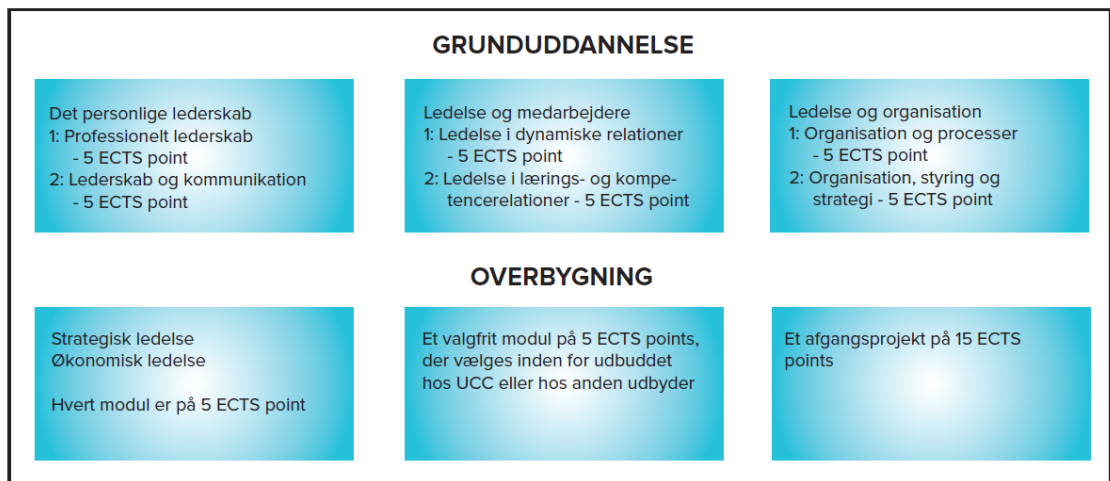 GRUNDUDDANNELSE
Det personlige lederskab
1: Professionelt lederskab
- 5 ECTS point
2: Lederskab og kommunikation
- 5 ECTS point
Ledelse og medarbejdere
1: Ledelse i dynamiske relationer
- 5 ECTS point
2: Ledelse i lærings- og kompe-
tencerelationer - 5 ECTS point
Ledelse og organisation
1: Organisation og processer
- 5 ECTS point
2: Organisation, styring og
strategi - 5 ECTS point
OVERBYGNING
Strategisk ledelse
Økonomisk ledelse
Hvert modul er på 5 ECTS point
Et valgfrit modul på 5 ECTS points,
der vælges inden for udbuddet
hos UCC eller hos anden udbyder
Et afgangsprojekt på 15 ECTS
points